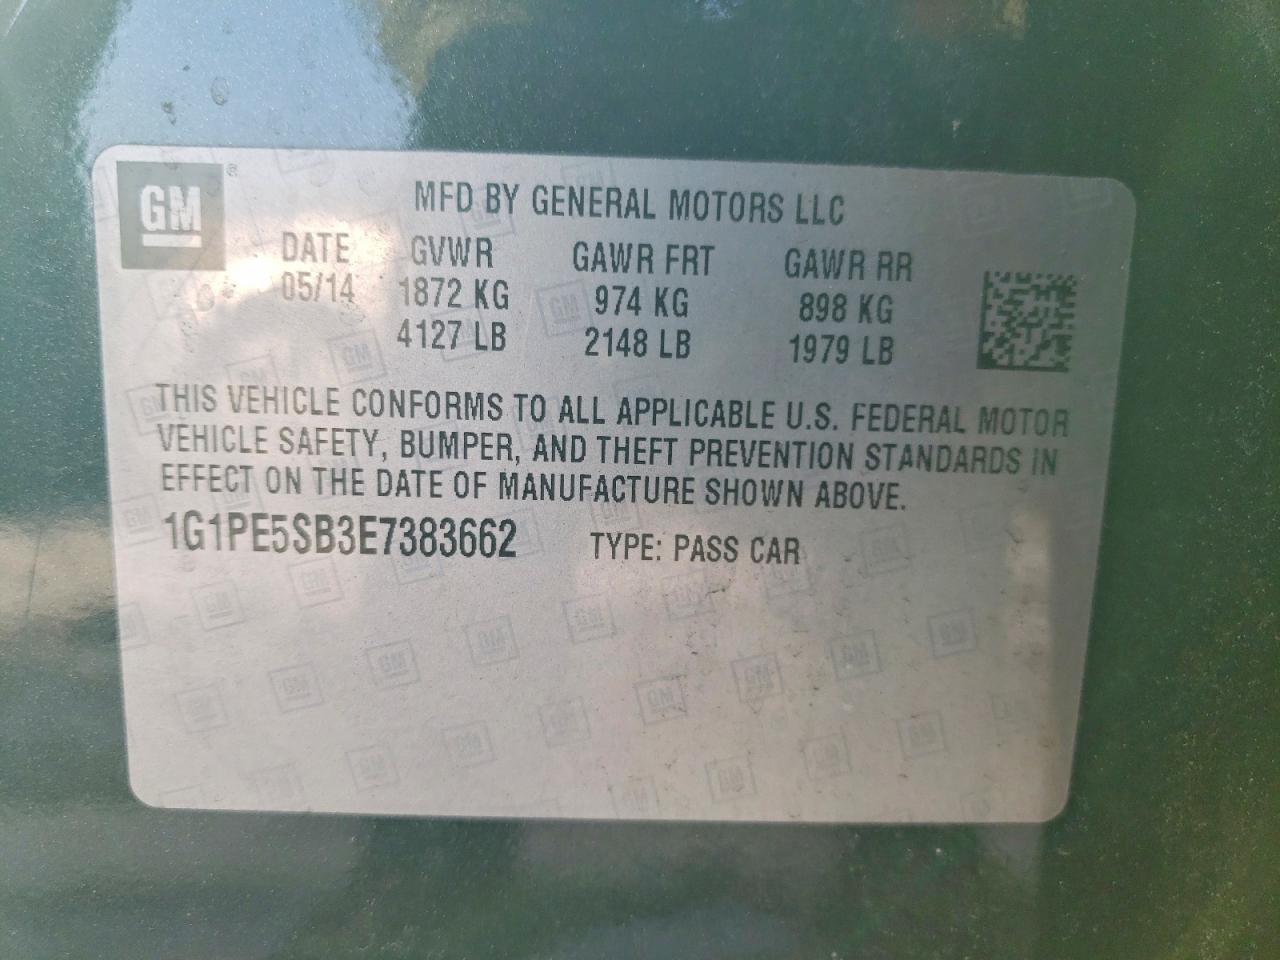 GM
MFD BY GENERAL MOTORS LLC
DATE GVWR GAWR FRT GAWR RR
05/14 1872 KG 974 KG 898 KG
4127 LB 2148 LB 1979 LB
THIS VEHICLE CONFORMS TO ALL APPLICABLE U.S. FEDERAL MOTOR
VEHICLE SAFETY, BUMPER, AND THEFT PREVENTION STANDARDS IN
EFFECT ON THE DATE OF MANUFACTURE SHOWN ABOVE.
1G1PE5SB3E7383662 TYPE: PASS CAR